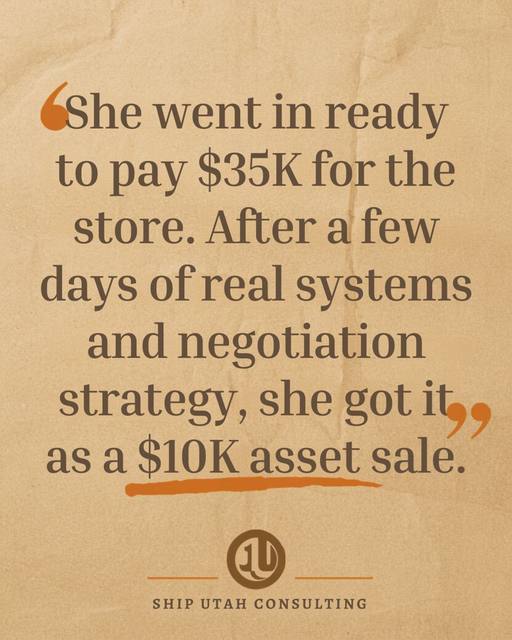 ‘She went in ready
to pay $35K for the
store. After a few
days of real systems
and negotiation
strategy, she got it
as a $10K asset sale.”
SHIP UTAH CONSULTING